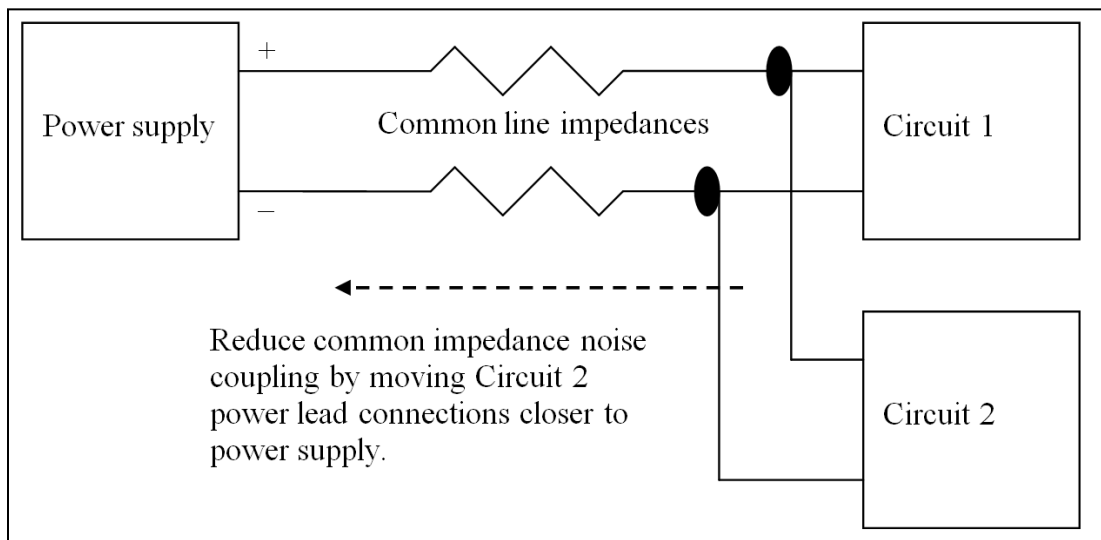 +
Power supply
Common line impedances
Circuit 1
–
Reduce common impedance noise
coupling by moving Circuit 2
power lead connections closer to
power supply.
Circuit 2